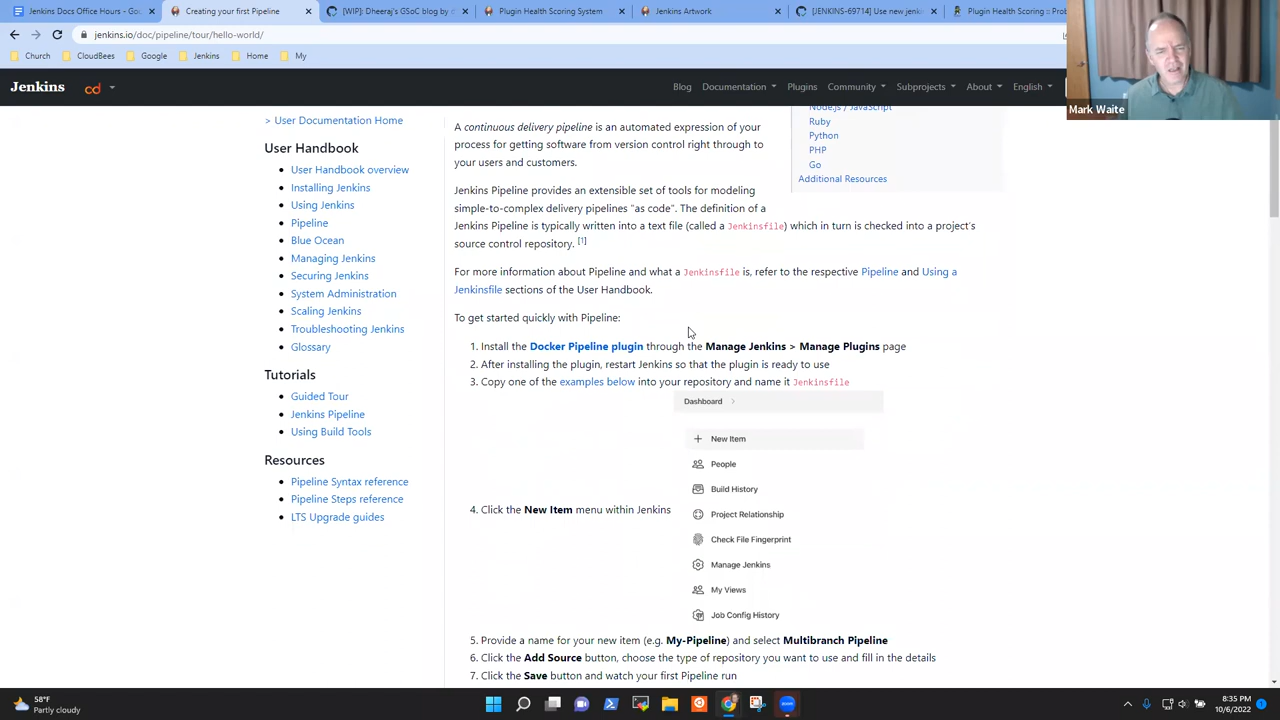 Jenkins Docs Office Hours - Goo
Creating your first Pipeline
[WIP]: Dheeraj's GSoC blog by d
Plugin Health Scoring System
Jenkins Artwork
[JENKINS-69714] Use new jenk
Plugin Health Scoring :: Prob
jenkins.io/doc/pipeline/tour/hello-world/
Church
CloudBees
Google
Jenkins
Home
My
Mark Waite
Jenkins
cd
Blog
Documentation
Plugins
Community
Subprojects
About
English
> User Documentation Home
User Handbook
User Handbook overview
Installing Jenkins
Using Jenkins
Pipeline
Blue Ocean
Managing Jenkins
Securing Jenkins
System Administration
Scaling Jenkins
Troubleshooting Jenkins
Glossary
Tutorials
Guided Tour
Jenkins Pipeline
Using Build Tools
Resources
Pipeline Syntax reference
Pipeline Steps reference
LTS Upgrade guides
Node.js / JavaScript
Ruby
Python
PHP
Go
Additional Resources
A continuous delivery pipeline is an automated expression of your
process for getting software from version control right through to
your users and customers.
Jenkins Pipeline provides an extensible set of tools for modeling
simple-to-complex delivery pipelines "as code". The definition of a
Jenkins Pipeline is typically written into a text file (called a Jenkinsfile) which in turn is checked into a project's
source control repository. [1]
For more information about Pipeline and what a Jenkinsfile is, refer to the respective Pipeline and Using a
Jenkinsfile sections of the User Handbook.
To get started quickly with Pipeline:
1. Install the Docker Pipeline plugin through the Manage Jenkins > Manage Plugins page
2. After installing the plugin, restart Jenkins so that the plugin is ready to use
3. Copy one of the examples below into your repository and name it Jenkinsfile
Dashboard >
New Item
People
Build History
4. Click the New Item menu within Jenkins
Project Relationship
Check File Fingerprint
Manage Jenkins
My Views
Job Config History
5. Provide a name for your new item (e.g. My-Pipeline) and select Multibranch Pipeline
6. Click the Add Source button, choose the type of repository you want to use and fill in the details
7. Click the Save button and watch your first Pipeline run
58°F
Partly cloudy
8:35 PM
10/6/2022